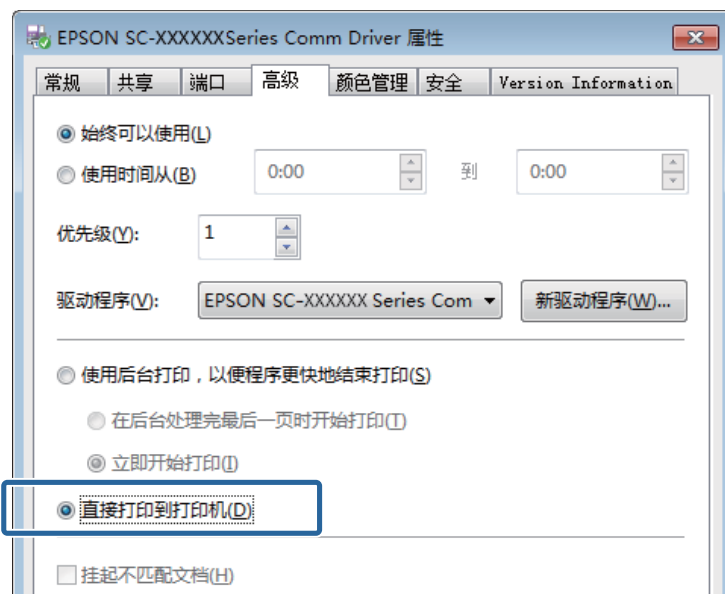 EPSON SC-XXXXXXSeries Comm Driver 属性
常规 共享 端口 高级 颜色管理 安全 Version Information
始终可以使用(L)
使用时间从(B) 0:00 到 0:00
优先级(Y): 1
驱动程序(V): EPSON SC-XXXXXX Series Com 新驱动程序(W)...
使用后台打印，以便程序更快地结束打印(S)
在后台处理完最后一页时开始打印(T)
立即开始打印(I)
直接打印到打印机(D)
挂起不匹配文档(H)